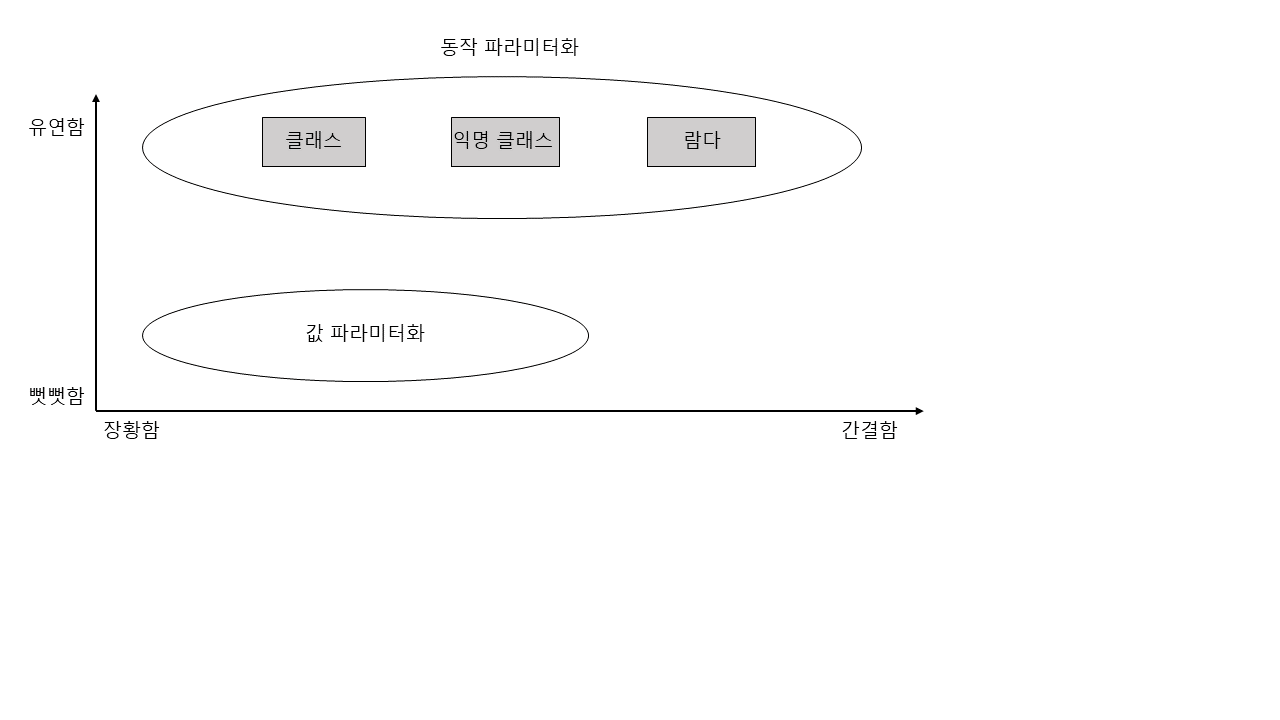 동작 파라미터화
유연함
클래스
익명 클래스
람다
값 파라미터화
뻣뻣함
장황함
간결함